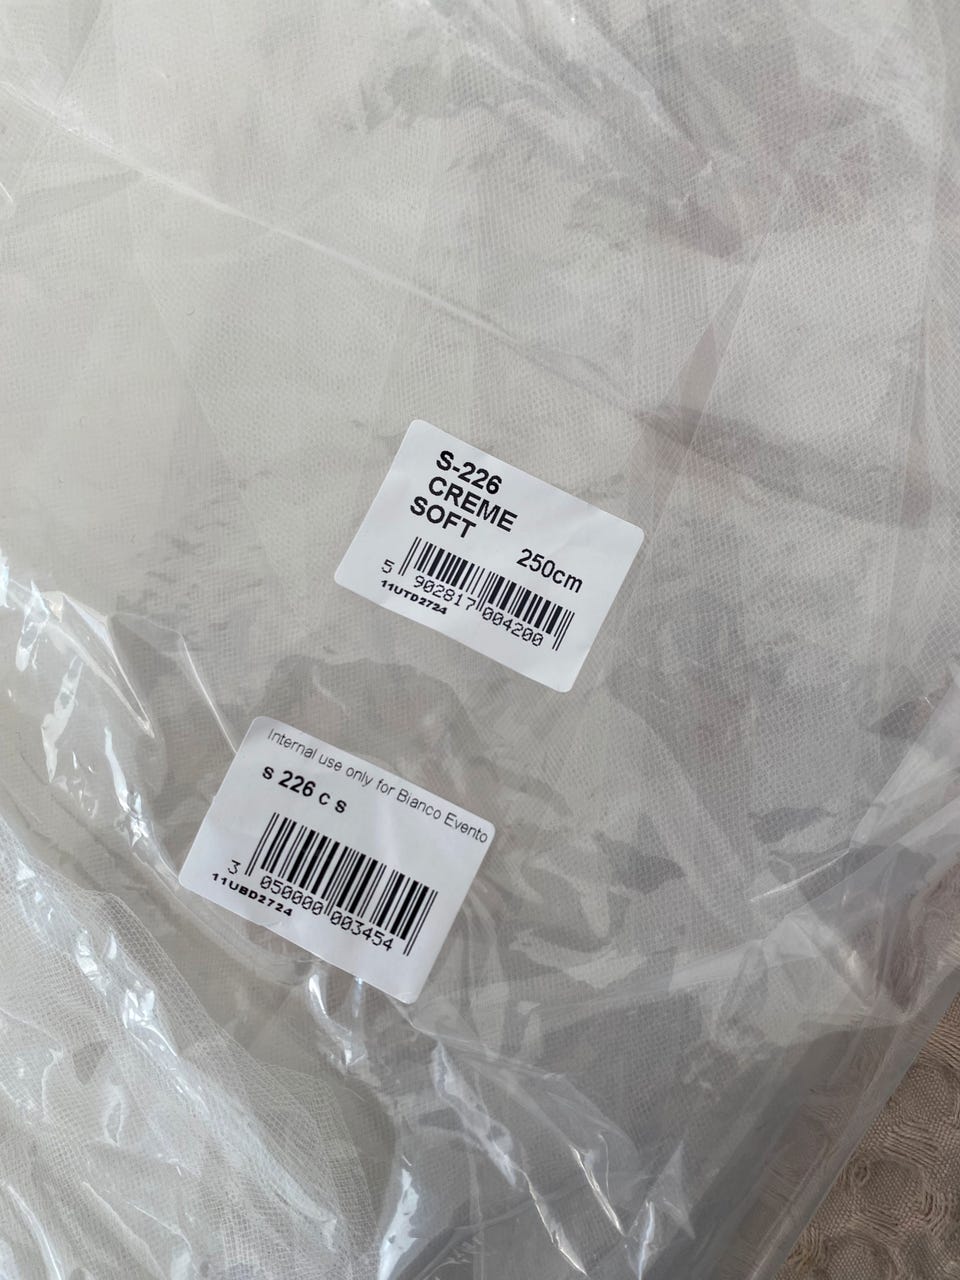 S-226
CREME
SOFT
250cm
5 902817 004200
11UTD2724
Internal use only for Bianco Evento
s 226 c s
3 050000 003454
11UBD2724